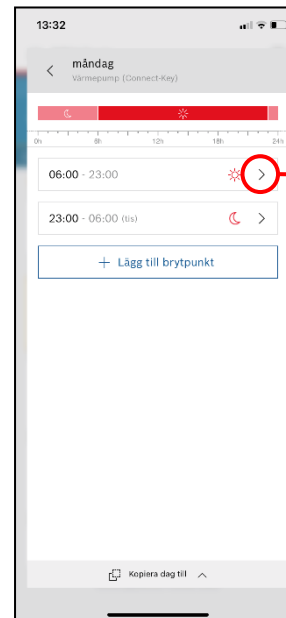 13:32
måndag
Värmepump (Connect-Key)
0h 6h 12h 18h 24h
06:00 - 23:00
23:00 - 06:00 (tis)
+ Lägg till brytpunkt
Kopiera dag till